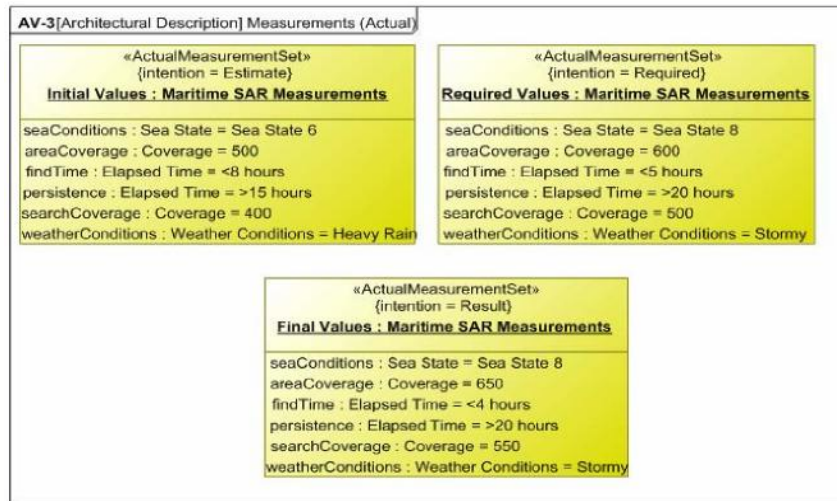 AV-3[Architectural Description] Measurements (Actual)
«ActualMeasurementSet»
{intention = Estimate}
Initial Values : Maritime SAR Measurements
seaConditions : Sea State = Sea State 6
areaCoverage : Coverage = 500
findTime : Elapsed Time = <8 hours
persistence : Elapsed Time = >15 hours
searchCoverage : Coverage = 400
weatherConditions : Weather Conditions = Heavy Rain
«ActualMeasurementSet»
{intention = Required}
Required Values : Maritime SAR Measurements
seaConditions : Sea State = Sea State 8
areaCoverage : Coverage = 600
findTime : Elapsed Time = <5 hours
persistence : Elapsed Time = >20 hours
searchCoverage : Coverage = 500
weatherConditions : Weather Conditions = Stormy
«ActualMeasurementSet»
{intention = Result}
Final Values : Maritime SAR Measurements
seaConditions : Sea State = Sea State 8
areaCoverage : Coverage = 650
findTime : Elapsed Time = <4 hours
persistence : Elapsed Time = >20 hours
searchCoverage : Coverage = 550
weatherConditions : Weather Conditions = Stormy